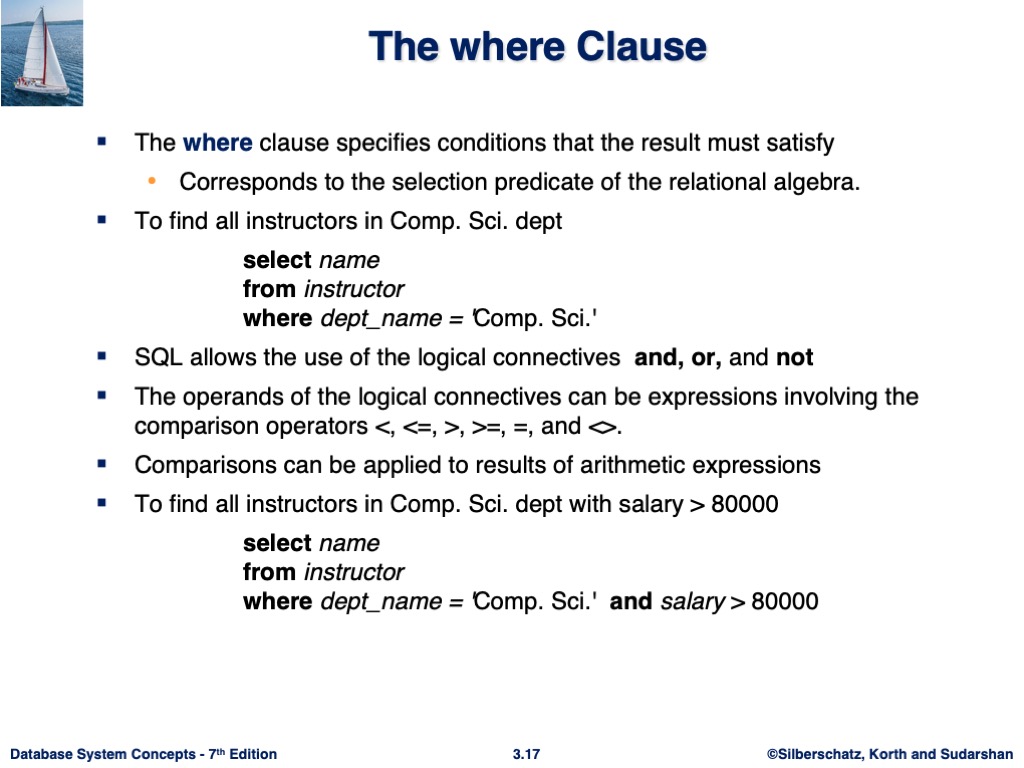 The where Clause
▪ The where clause specifies conditions that the result must satisfy
• Corresponds to the selection predicate of the relational algebra.
▪ To find all instructors in Comp. Sci. dept
select name
from instructor
where dept_name = 'Comp. Sci.'
▪ SQL allows the use of the logical connectives and, or, and not
▪ The operands of the logical connectives can be expressions involving the
comparison operators <, <=, >, >=, =, and <>.
▪ Comparisons can be applied to results of arithmetic expressions
▪ To find all instructors in Comp. Sci. dept with salary > 80000
select name
from instructor
where dept_name = 'Comp. Sci.' and salary > 80000
Database System Concepts - 7th Edition
3.17
©Silberschatz, Korth and Sudarshan